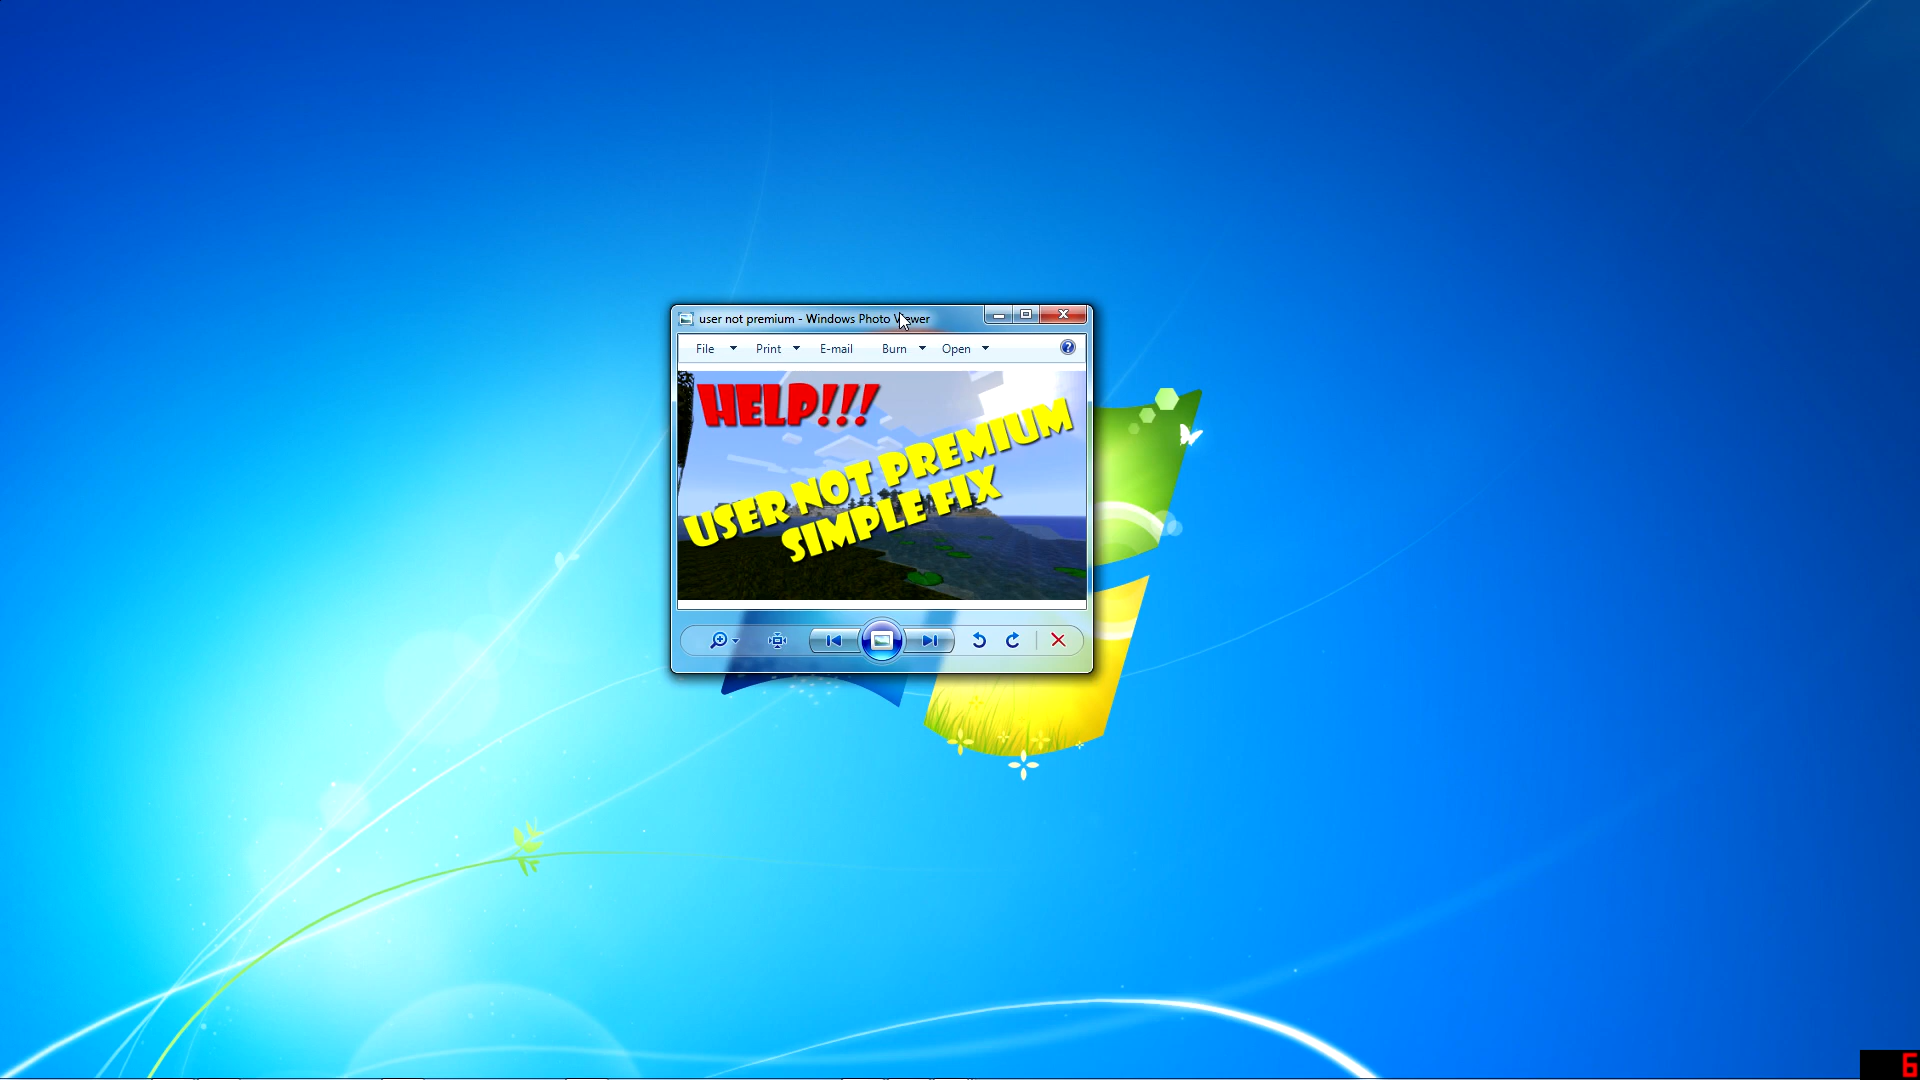 user not premium - Windows Photo Viewer
File Print E-mail Burn Open
HELP!!!
USER NOT PREMIUM
SIMPLE FIX
6